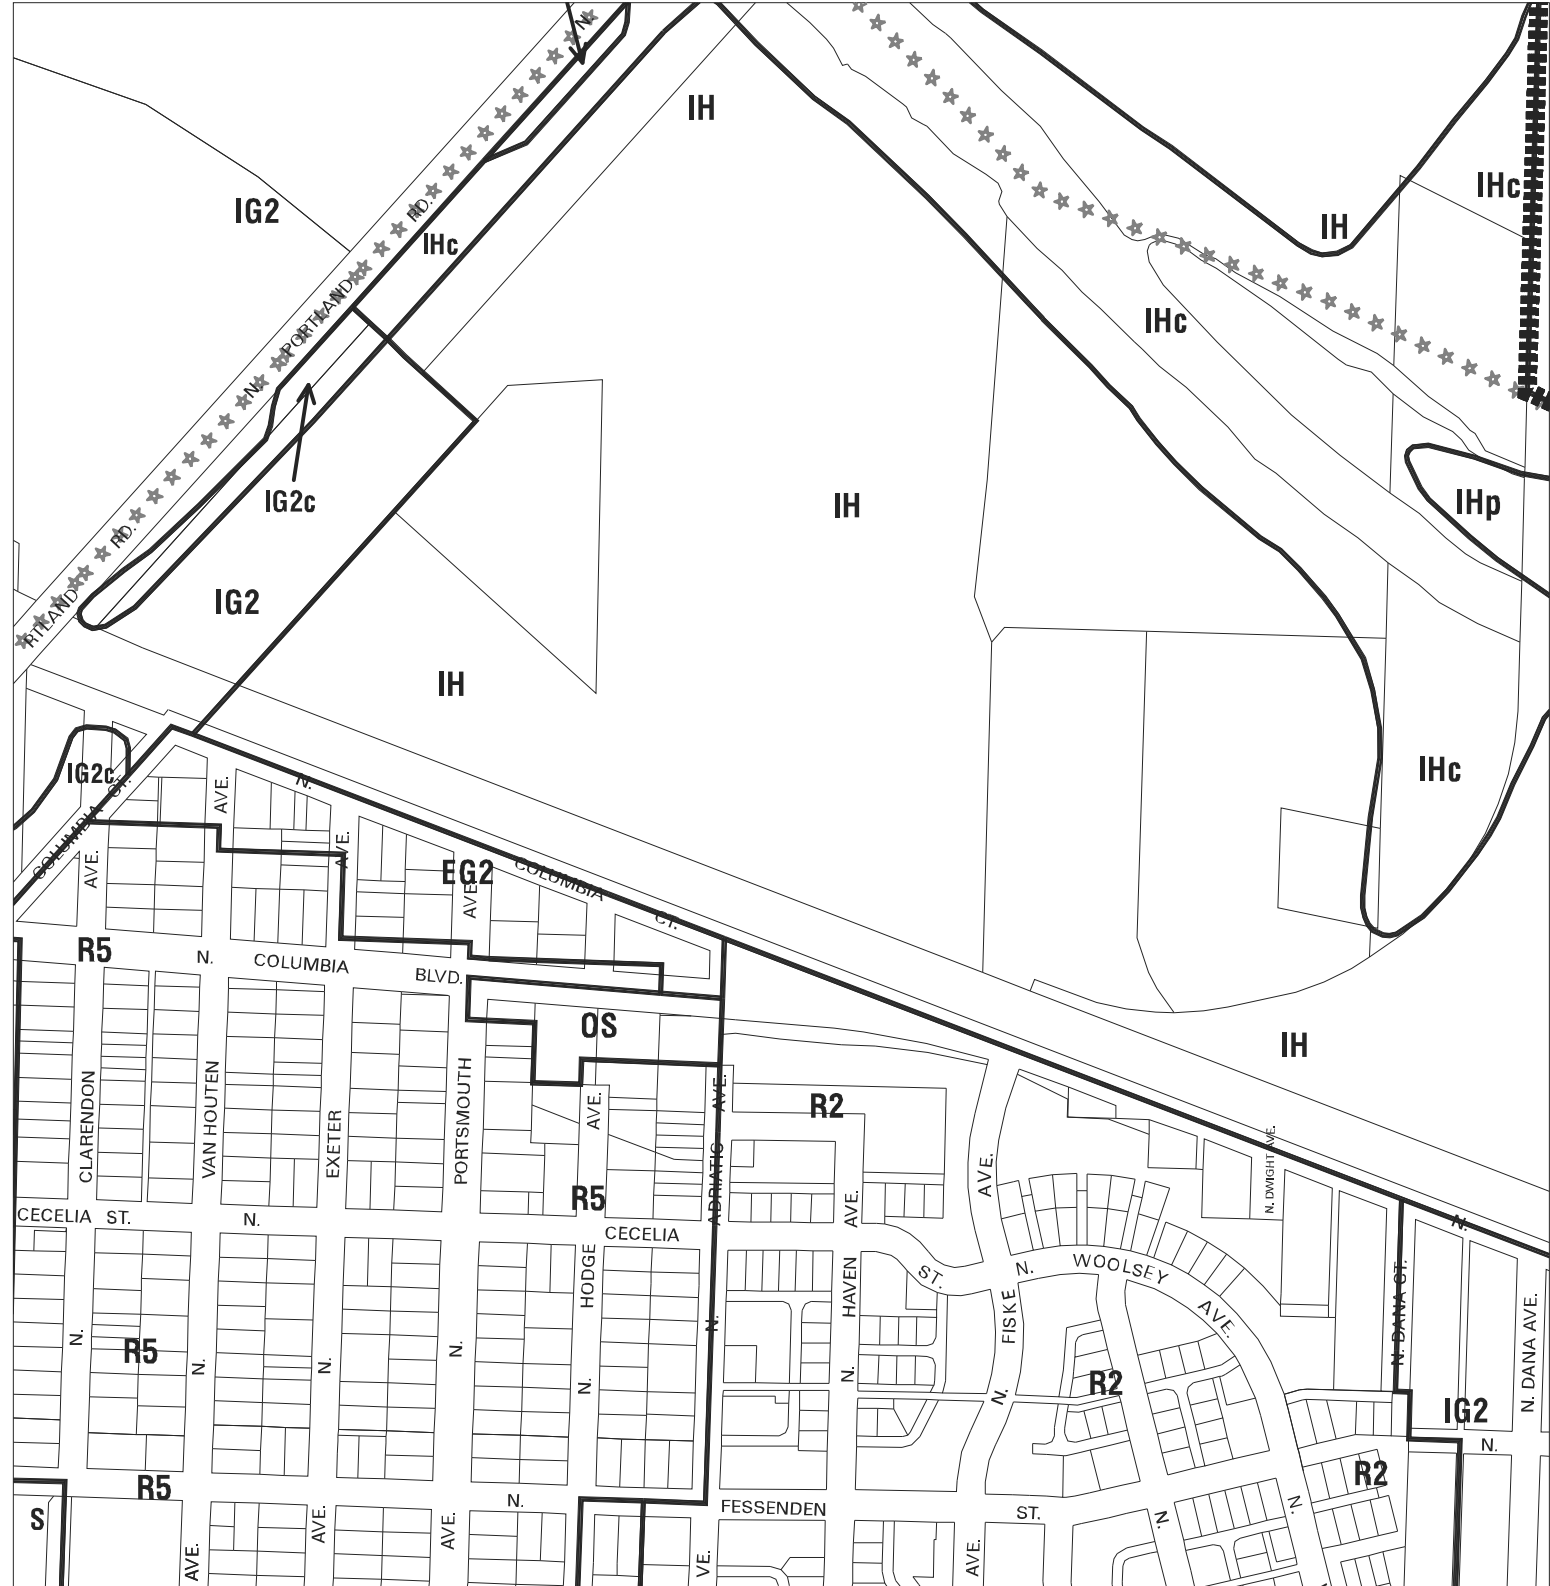 N.
IH
IHc
IG2
RD.
IHc
IH
PORTLAND
IHc
N.
IG2c
IH
IHp
RD.
IG2
RTLAND
IH
IG2c
CT.
IHc
AVE.
N.
COLUMBIA
AVE.
AVE.
EG2
AVE.
COLUMBIA
CT.
R5
N.
COLUMBIA
BLVD.
OS
IH
AVE.
AVE.
R2
CLARENDON
VAN HOUTEN
EXETER
PORTSMOUTH
ADRIATIC
AVE.
AVE.
N. DWIGHT AVE.
R5
CECELIA
ST.
N.
CECELIA
N.
HODGE
HAVEN
ST.
N.
WOOLSEY
AVE.
FISKE
N. DANA CT.
N. DANA AVE.
N.
R5
N.
N.
N.
N.
N.
N.
N.
R2
IG2
N.
R5
N.
FESSENDEN
ST.
R2
S
N.
N.
AVE.
AVE.
AVE.
VE.
AVE.